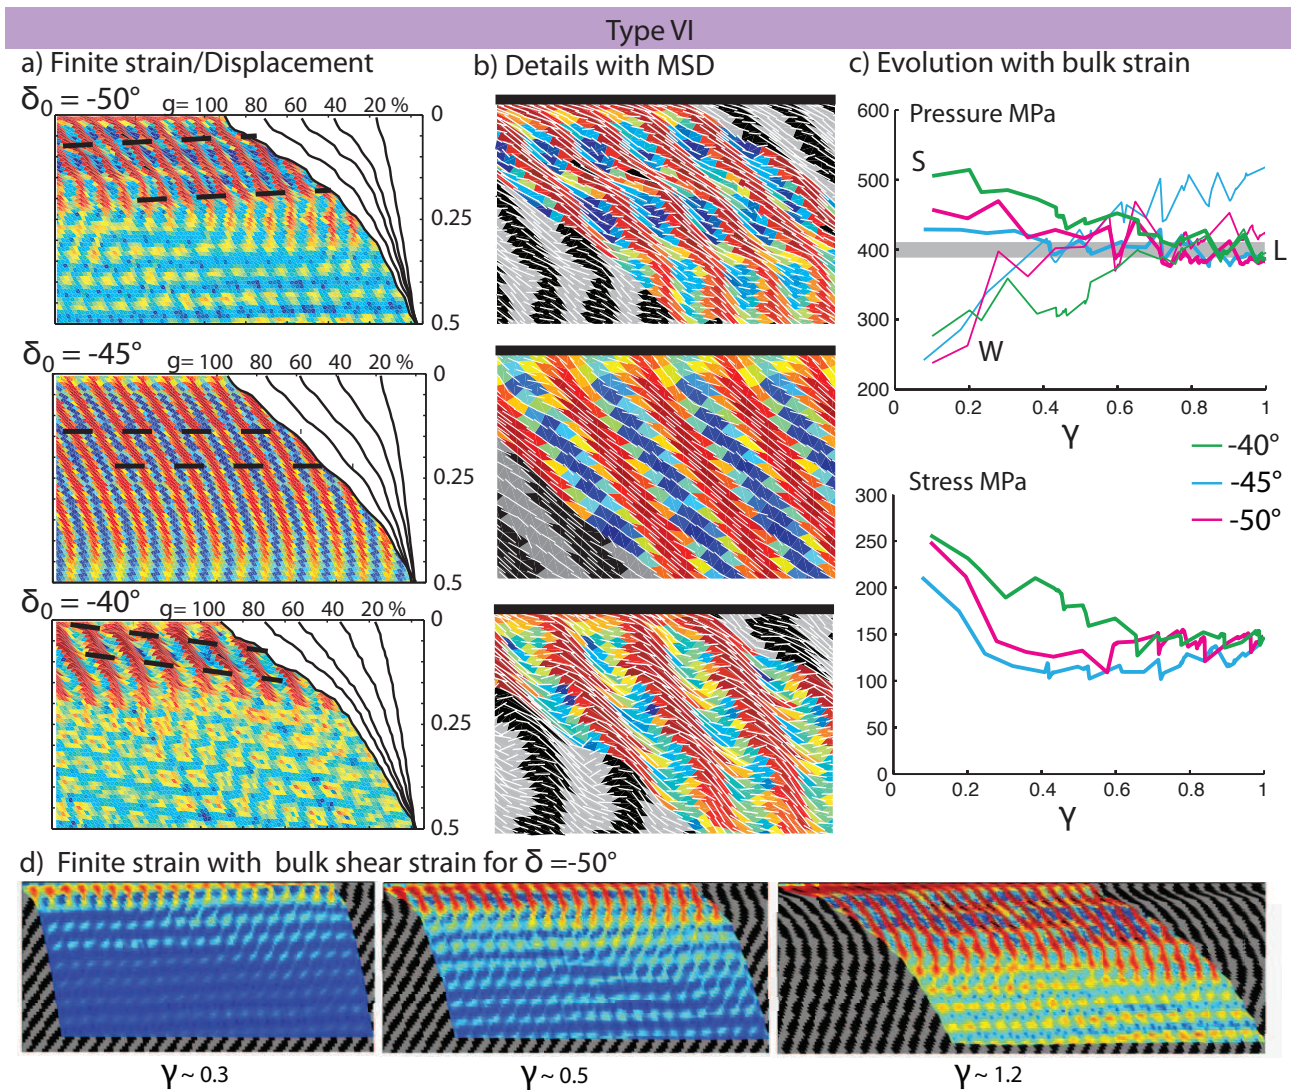 Type VI
a) Finite strain/Displacement
b) Details with MSD
c) Evolution with bulk strain
δ0 = -50°
g= 100 80 60 40 20 %
0
0.25
0.5
δ0 = -45°
g= 100 80 60 40 20 %
0
0.25
0.5
δ0 = -40°
g= 100 80 60 40 20 %
0
0.25
0.5
Pressure MPa
600
500
400
300
200
S
W
L
0 0.2 0.4 0.6 0.8 1
γ
-40°
-45°
-50°
Stress MPa
300
250
200
150
100
50
0
0.2 0.4 0.6 0.8 1
γ
d) Finite strain with bulk shear strain for δ =-50°
γ ~ 0.3
γ ~ 0.5
γ ~ 1.2